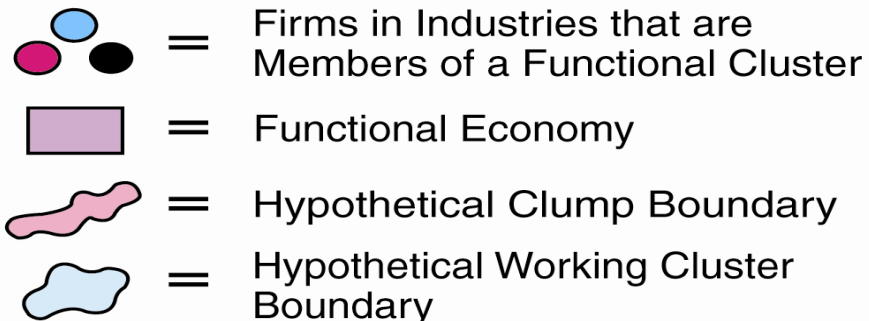 = Firms in Industries that are
Members of a Functional Cluster
= Functional Economy
= Hypothetical Clump Boundary
= Hypothetical Working Cluster
Boundary